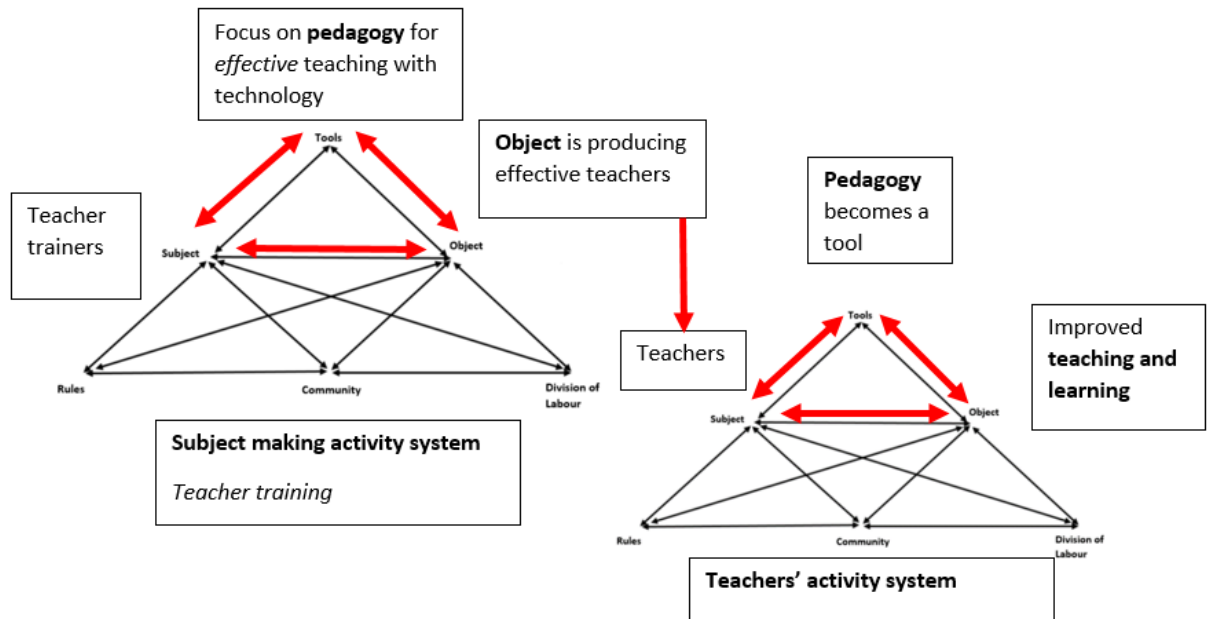 Focus on pedagogy for
effective teaching with
technology
Tools
Object is producing
effective teachers
Teacher
trainers
Subject
Object
Rules
Community
Division of
Labour
Subject making activity system
Teacher training
Pedagogy
becomes a
tool
Teachers
Tools
Improved
teaching and
learning
Subject
Object
Rules
Community
Division of
Labour
Teachers’ activity system